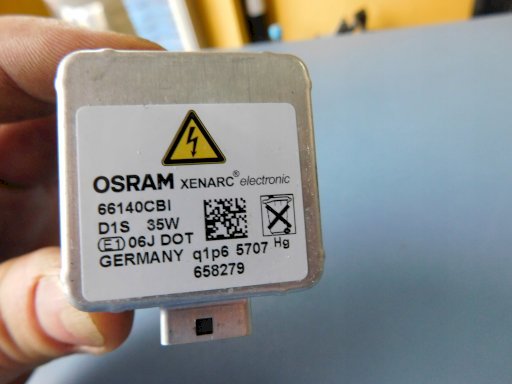 OSRAM XENARC® electronic
66140CBI
D1S 35W
E1 06J DOT
Hg
GERMANY q1p6 5707
658279